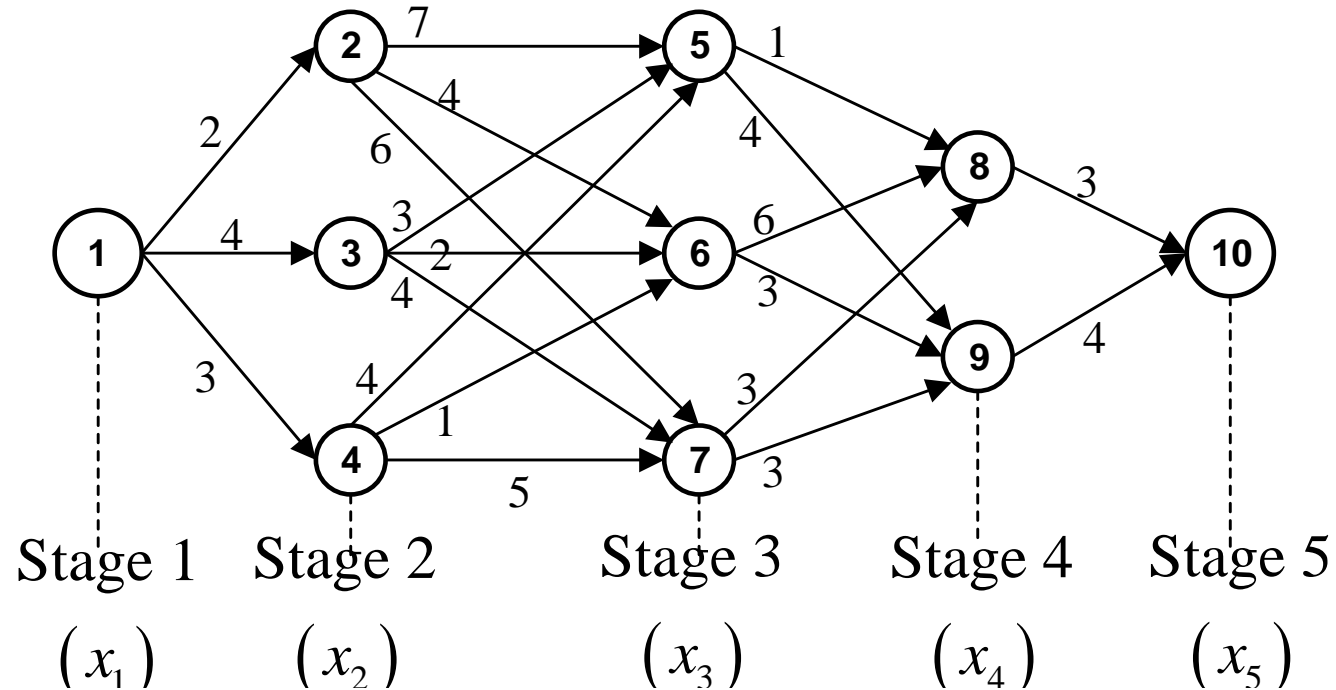 2 7 5 1
4
2 6 4 8 3
3 6
1 4 3 2 6 10
4 3
3 4 3 9 4
1
4 7 3
5
Stage 1 Stage 2 Stage 3 Stage 4 Stage 5
(x₁) (x₂) (x₃) (x₄) (x₅)